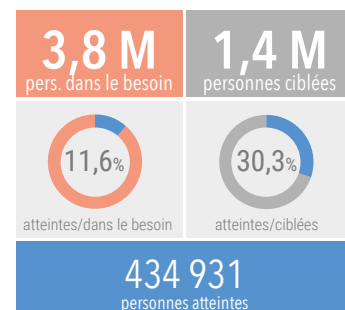 3,8 M
pers. dans le besoin
1,4 M
personnes ciblées
11,6%
atteintes/dans le besoin
30,3%
atteintes/ciblées
434 931
personnes atteintes